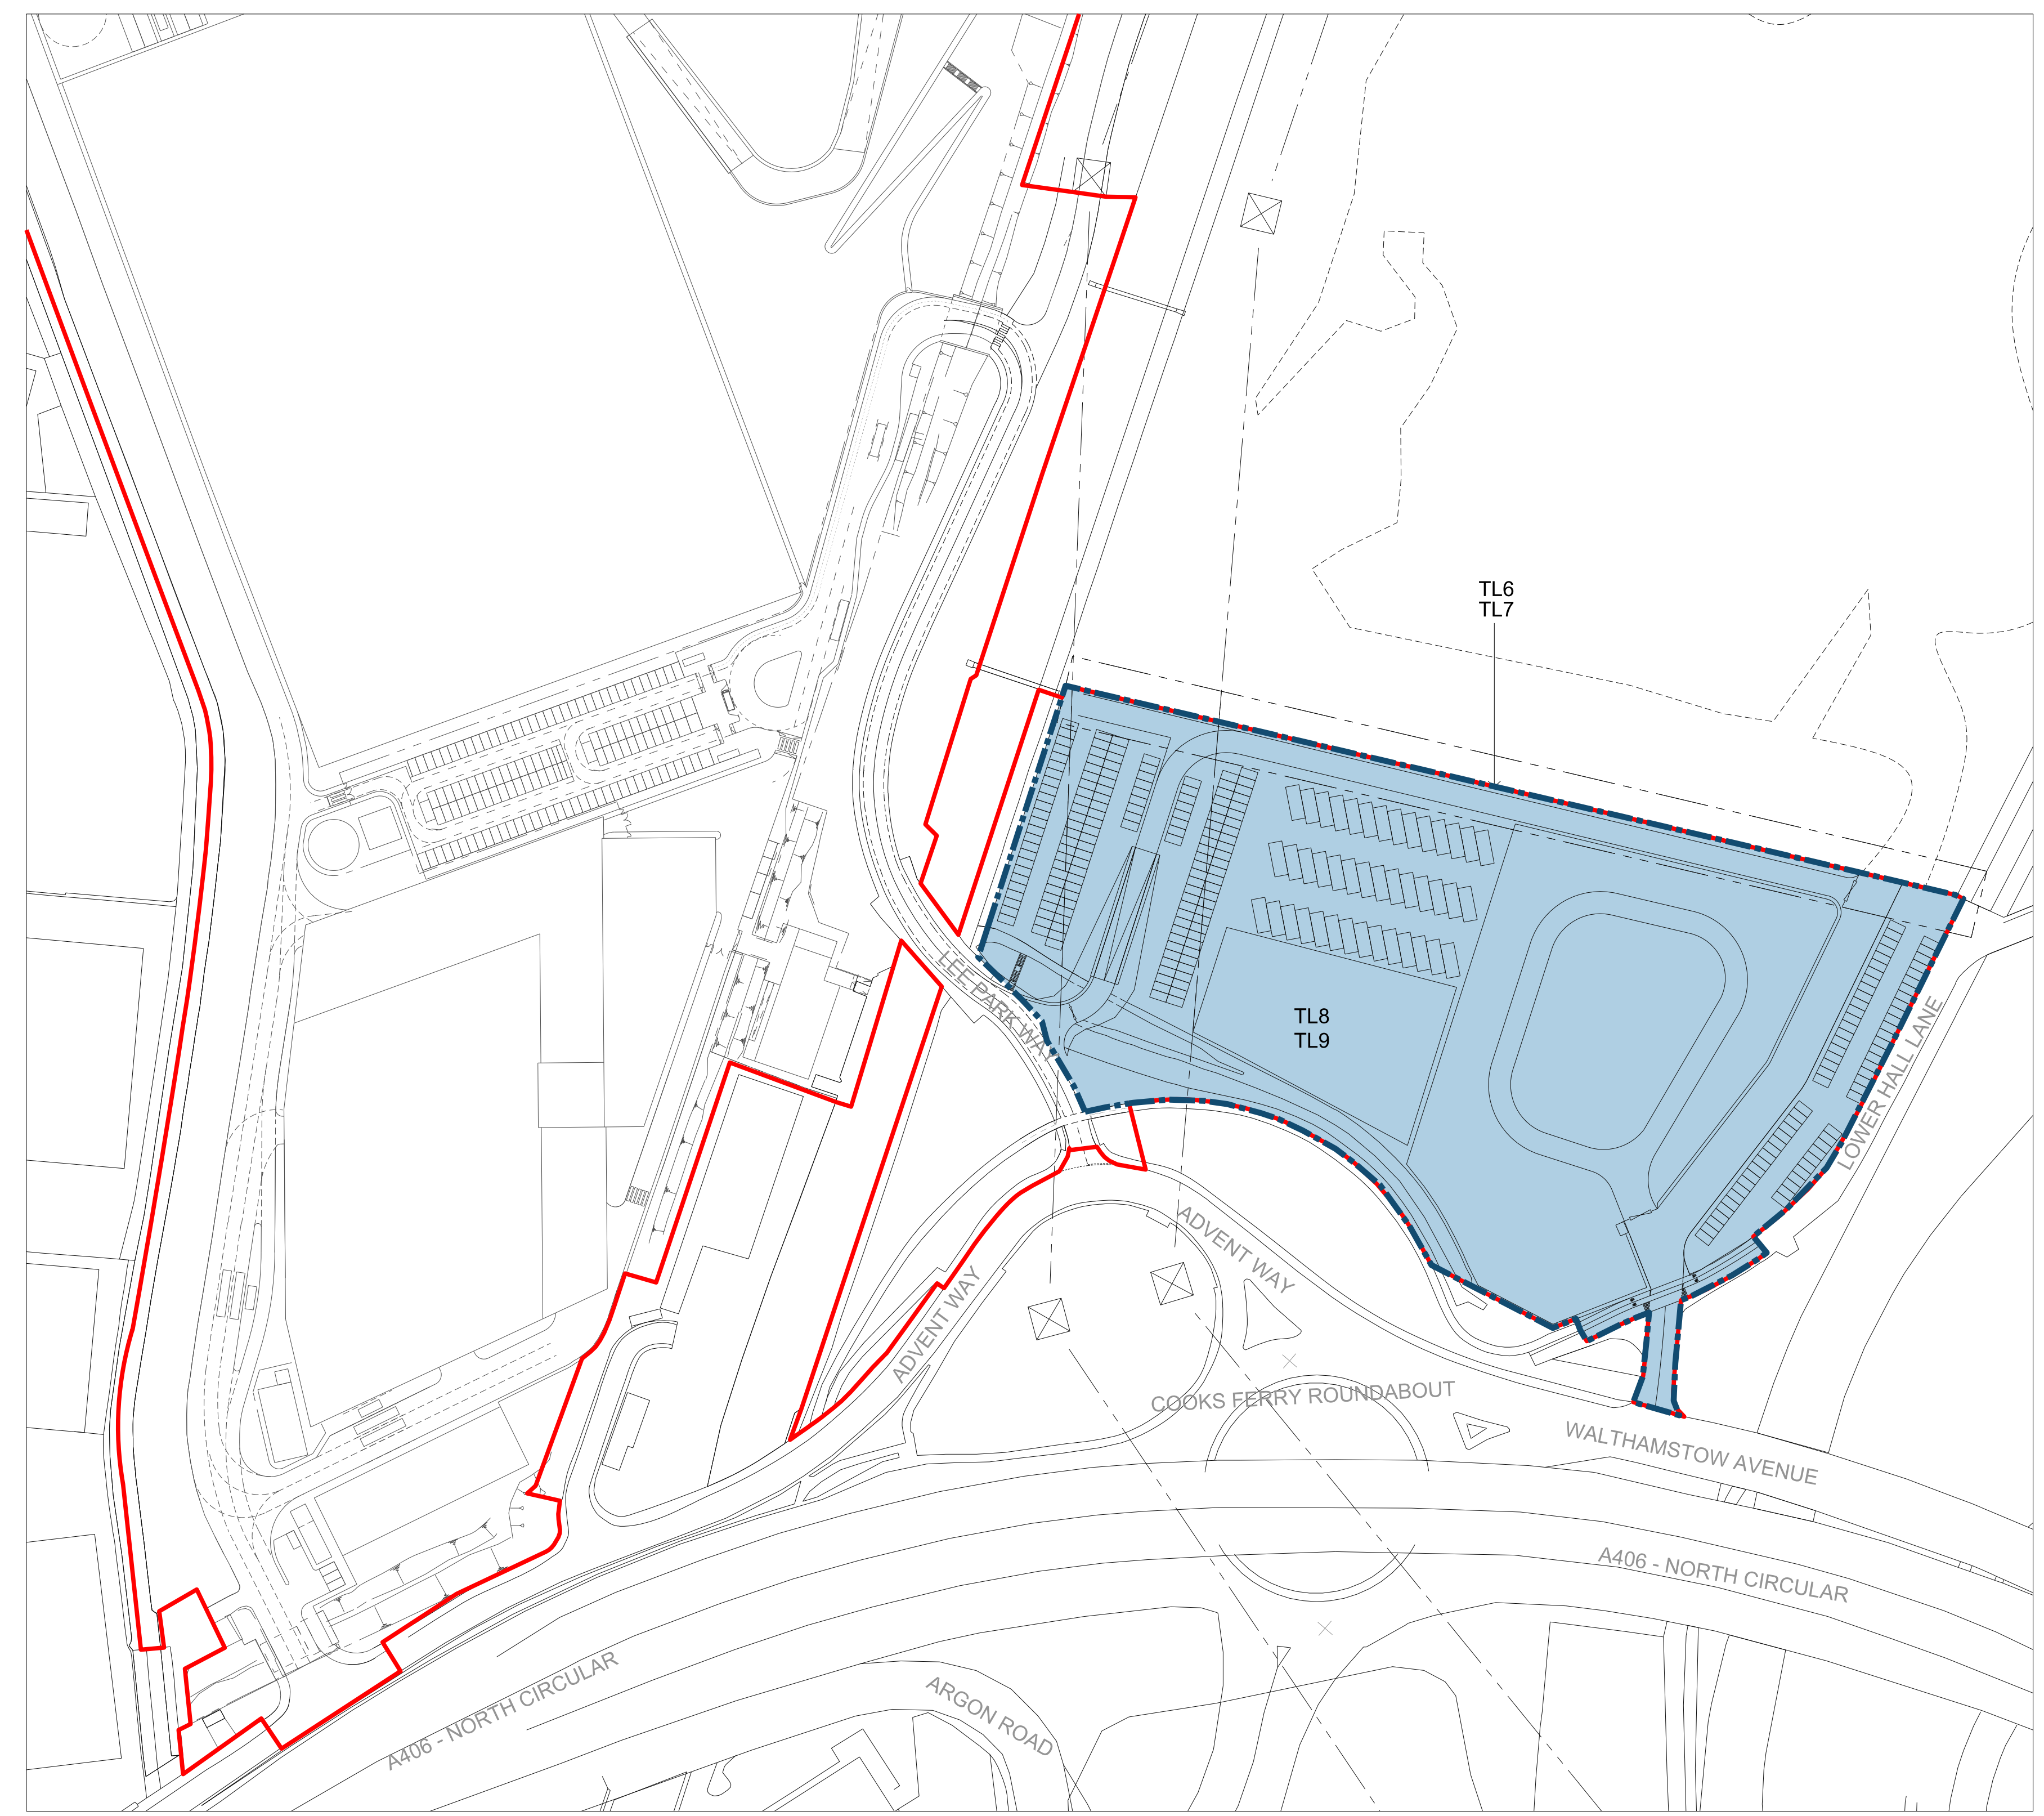 TL6
TL7
TL8
TL9
LEE PARK WAY
LOWER HALL LANE
ADVENT WAY
ADVENT WAY
COOKS FERRY ROUNDABOUT
WALTHAMSTOW AVENUE
A406 - NORTH CIRCULAR
A406 - NORTH CIRCULAR
ARGON ROAD